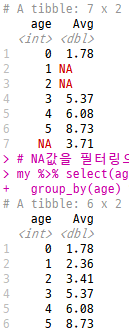 # A tibble: 7 x 2
age Avg
<int> <dbl>
1 0 1.78
2 1 NA
3 2 NA
4 3 5.37
5 4 6.08
6 5 8.73
7 NA 3.71
> # NA값을 필터링으
> my %>% select(ag
+ group_by(age)
# A tibble: 6 x 2
age Avg
<int> <dbl>
1 0 1.78
2 1 2.36
3 2 3.41
4 3 5.37
5 4 6.08
6 5 8.73